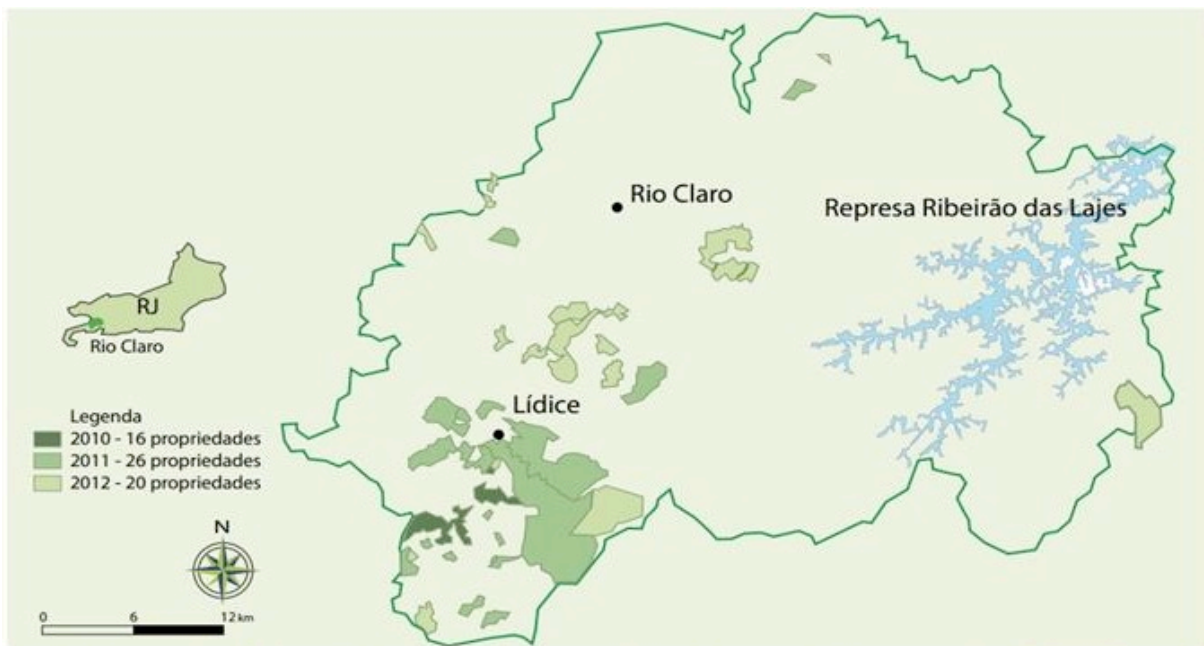 Rio Claro
Represa Ribeirão das Lajes
RJ
Rio Claro
Lídice
Legenda
2010 - 16 propriedades
2011 - 26 propriedades
2012 - 20 propriedades
N
0 6 12 km